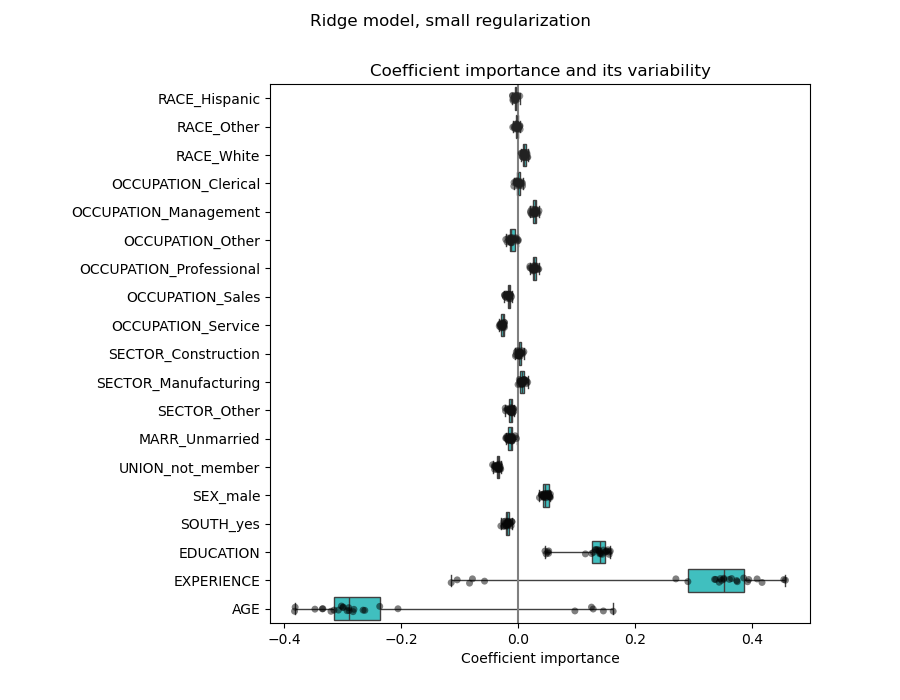 Ridge model, small regularization
Coefficient importance and its variability
RACE_Hispanic
RACE_Other
RACE_White
OCCUPATION_Clerical
OCCUPATION_Management
OCCUPATION_Other
OCCUPATION_Professional
OCCUPATION_Sales
OCCUPATION_Service
SECTOR_Construction
SECTOR_Manufacturing
SECTOR_Other
MARR_Unmarried
UNION_not_member
SEX_male
SOUTH_yes
EDUCATION
EXPERIENCE
AGE
−0.4 −0.2 0.0 0.2 0.4
Coefficient importance